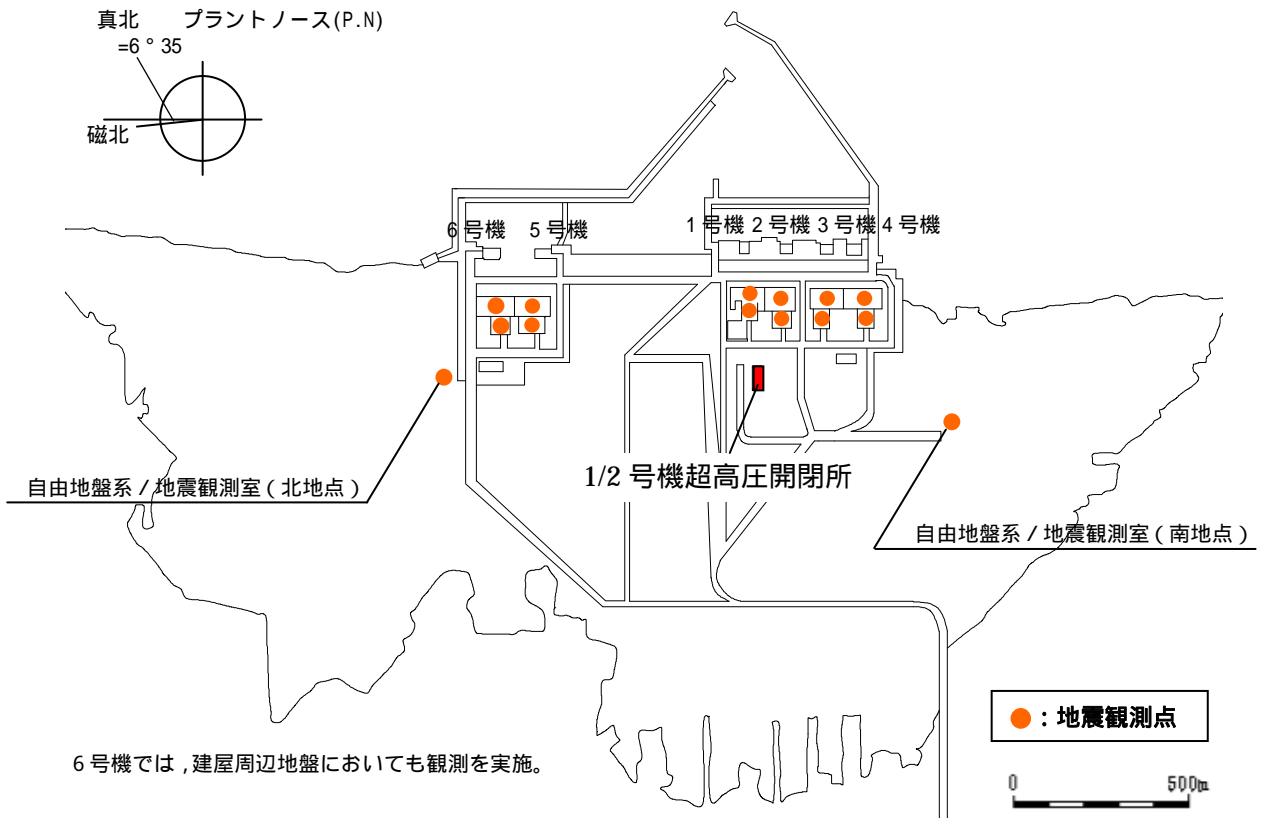 真北 プラントノース(P.N)
=6°35
磁北
6号機 5号機 1号機 2号機 3号機 4号機
1/2 号機超高圧開閉所
自由地盤系 / 地震観測室 ( 北地点 )
自由地盤系 / 地震観測室 ( 南地点 )
: 地震観測点
6号機では ,建屋周辺地盤においても観測を実施。
0 500m